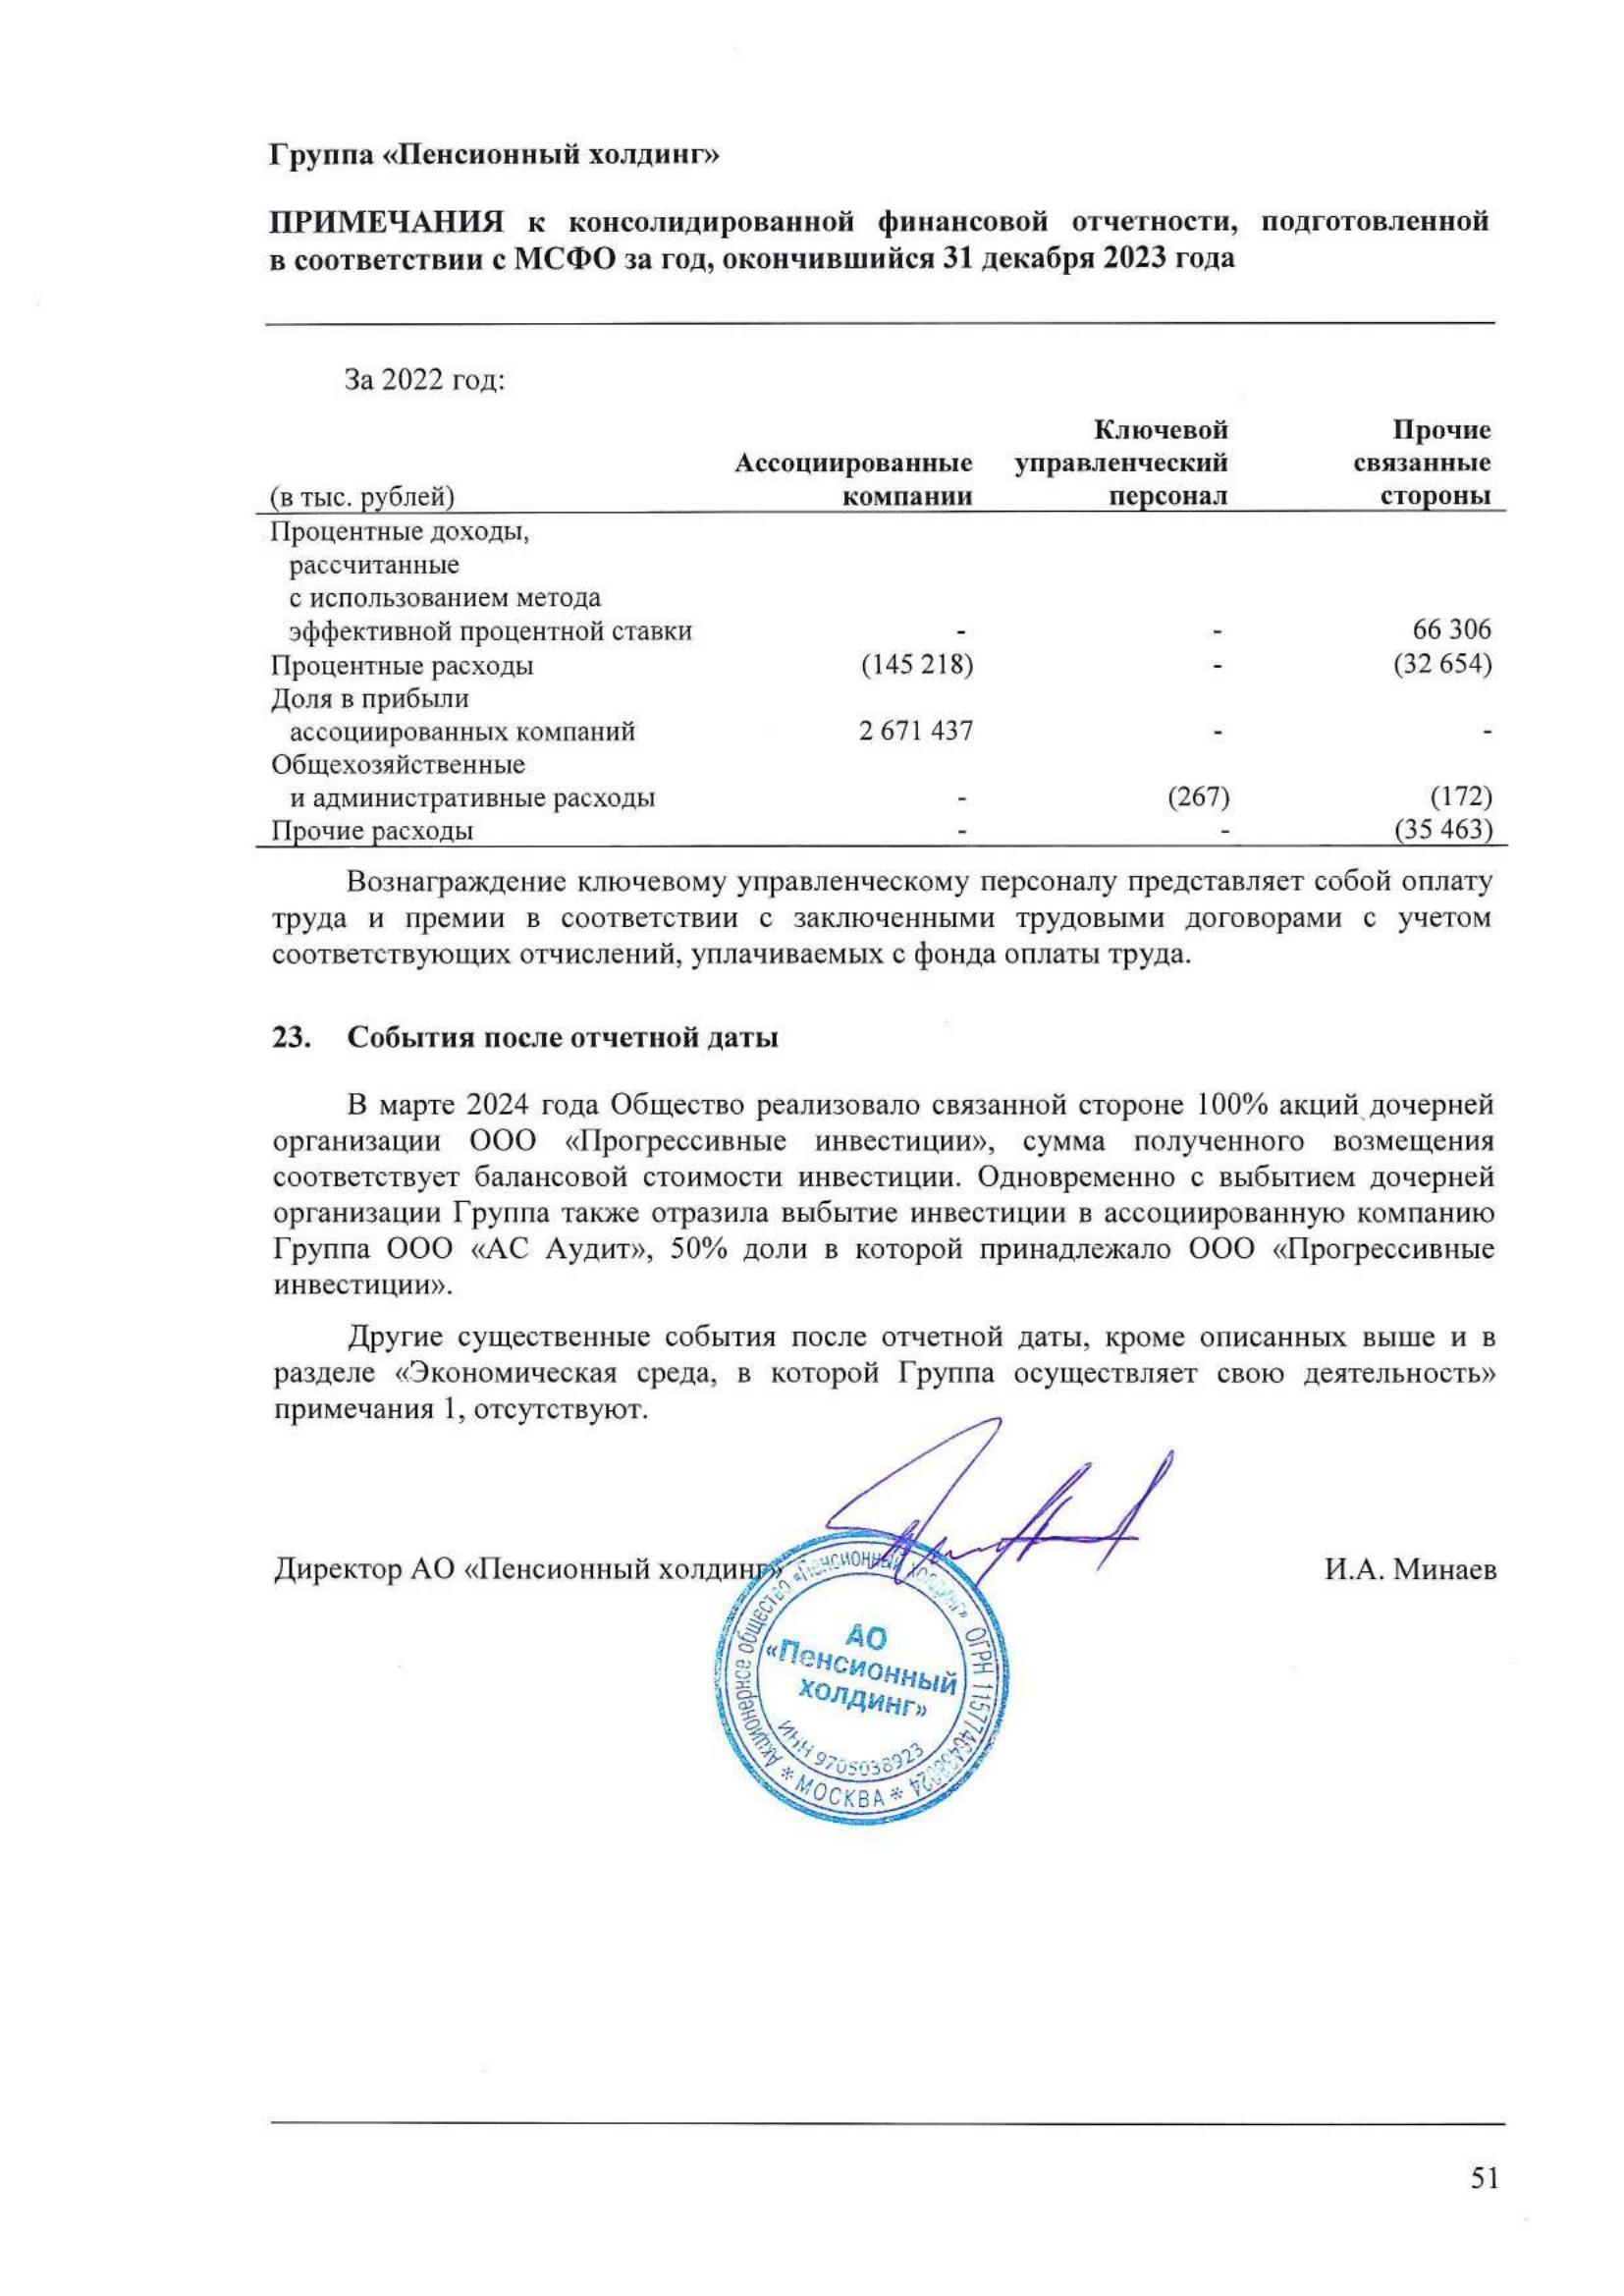 Группа «Пенсионный холдинг»
ПРИМЕЧАНИЯ к консолидированной финансовой отчетности, подготовленной
в соответствии с МСФО за год, окончившийся 31 декабря 2023 года
За 2022 год:
(в тыс. рублей) Ассоциированные компании Ключевой управленческий персонал Прочие связанные стороны
Процентные доходы,
рассчитанные
с использованием метода
эффективной процентной ставки - - 66 306
Процентные расходы (145 218) - (32 654)
Доля в прибыли
ассоциированных компаний 2 671 437 - -
Общехозяйственные
и административные расходы - (267) (172)
Прочие расходы - - (35 463)
Вознаграждение ключевому управленческому персоналу представляет собой оплату
труда и премии в соответствии с заключенными трудовыми договорами с учетом
соответствующих отчислений, уплачиваемых с фонда оплаты труда.
23. События после отчетной даты
В марте 2024 года Общество реализовало связанной стороне 100% акций дочерней
организации ООО «Прогрессивные инвестиции», сумма полученного возмещения
соответствует балансовой стоимости инвестиции. Одновременно с выбытием дочерней
организации Группа также отразила выбытие инвестиции в ассоциированную компанию
Группа ООО «АС Аудит», 50% доли в которой принадлежало ООО «Прогрессивные
инвестиции».
Другие существенные события после отчетной даты, кроме описанных выше и в
разделе «Экономическая среда, в которой Группа осуществляет свою деятельность»
примечания 1, отсутствуют.
Директор АО «Пенсионный холдинг» И.А. Минаев
Акционерное общество «Пенсионный холдинг» ОГРН
АО
«Пенсионный
холдинг»
ИНН 9705038923
* МОСКВА *
51